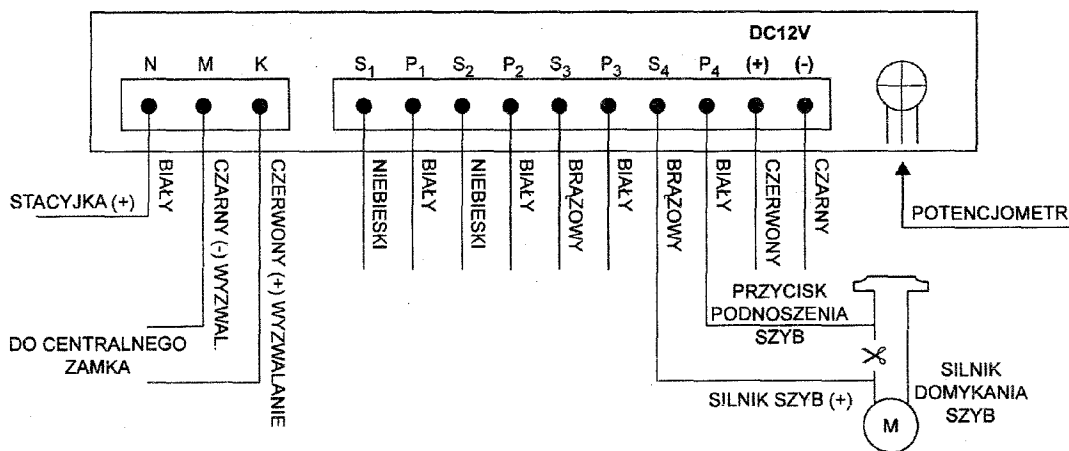 DC12V
N M K S1 P1 S2 P2 S3 P3 S4 P4 (+) (-)
BIAŁY
CZARNY (-) WYZWAL.
CZERWONY (+) WYZWALANIE
NIEBIESKI
BIAŁY
NIEBIESKI
BIAŁY
BRĄZOWY
BIAŁY
BRĄZOWY
BIAŁY
CZERWONY
CZARNY
STACYJKA (+)
POTENCJOMETR
DO CENTRALNEGO
ZAMKA
PRZYCISK
PODNOSZENIA
SZYB
SILNIK SZYB (+)
M
SILNIK
DOMYKANIA
SZYB